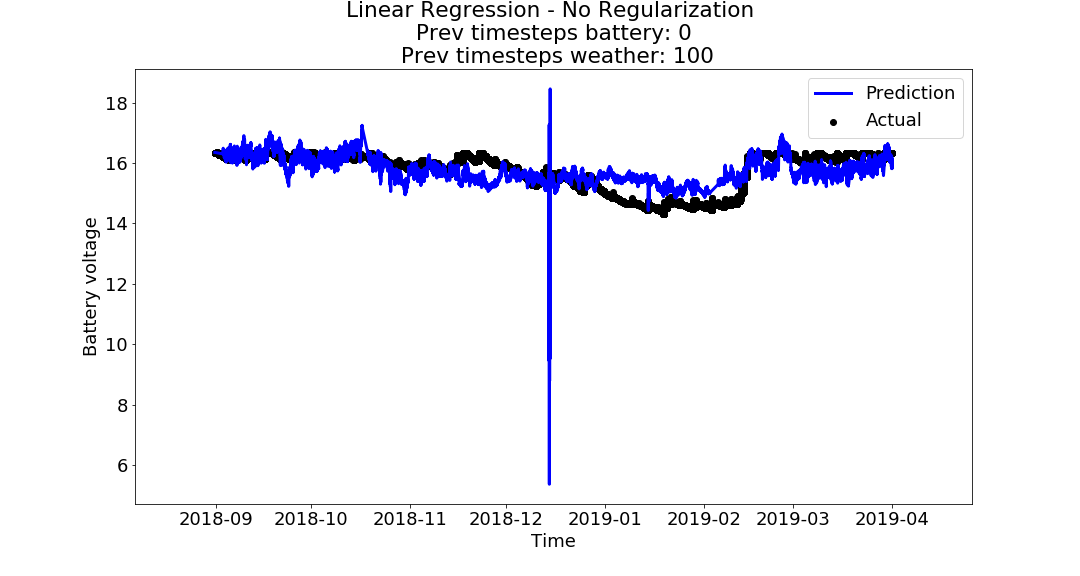 Linear Regression - No Regularization
Prev timesteps battery: 0
Prev timesteps weather: 100
Prediction
Actual
Battery voltage
18
16
14
12
10
8
6
2018-09 2018-10 2018-11 2018-12 2019-01 2019-02 2019-03 2019-04
Time